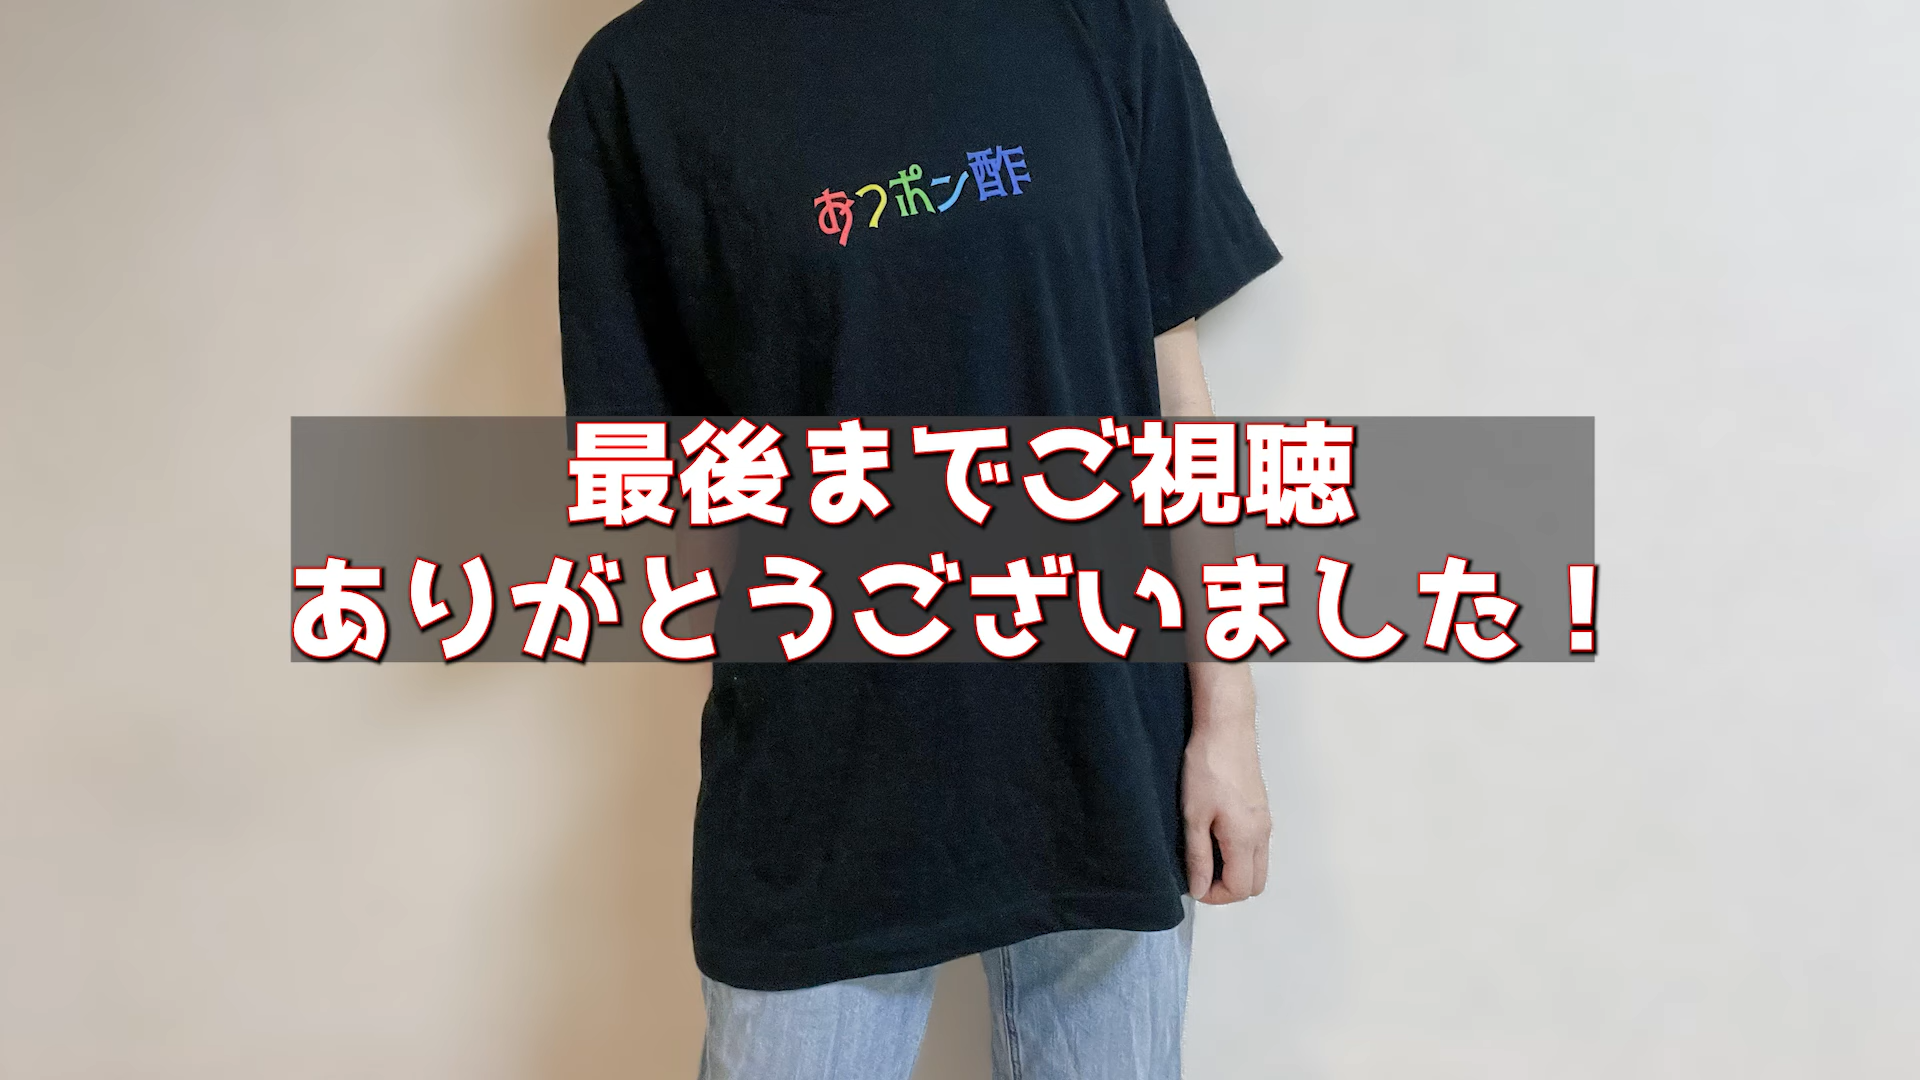 あつポン酢
最後までご視聴
ありがとうございました！